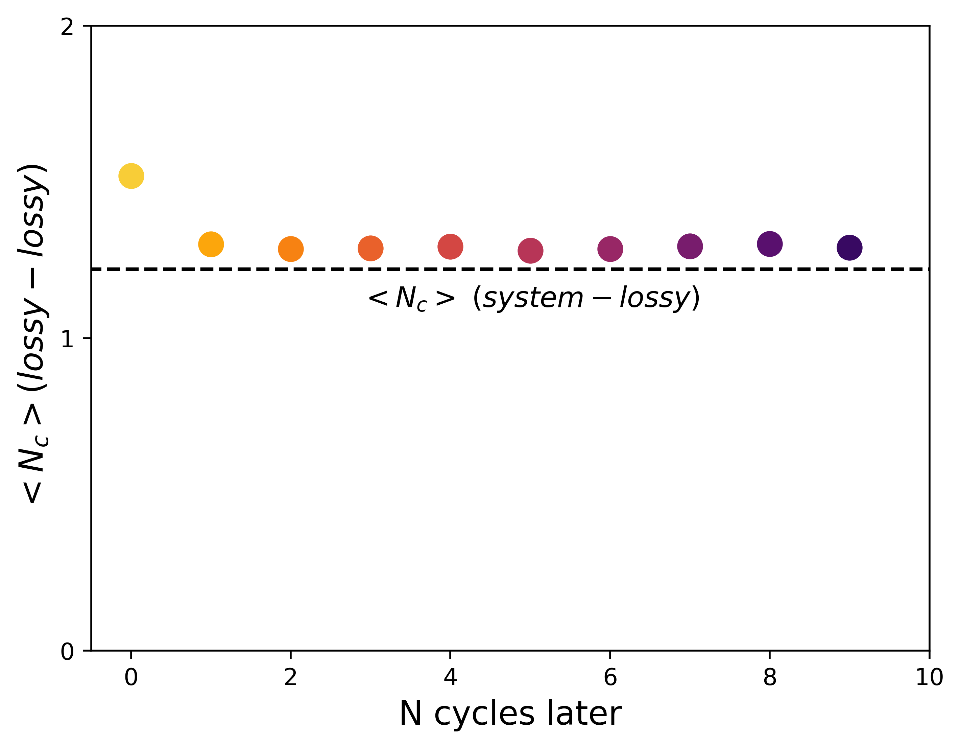 2
1
0
< N_c > (lossy − lossy)
< N_c > (system − lossy)
0 2 4 6 8 10
N cycles later